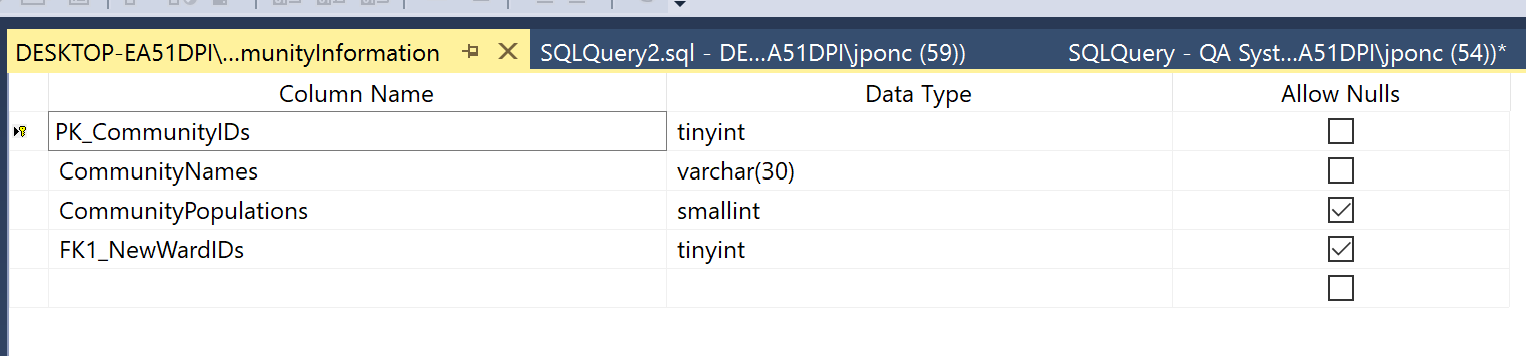 DESKTOP-EA51DPI\...munityInformation SQLQuery2.sql - DE...A51DPI\jponc (59)) SQLQuery - QA Syst...A51DPI\jponc (54))*
Column Name Data Type Allow Nulls
PK_CommunityIDs tinyint
CommunityNames varchar(30)
CommunityPopulations smallint
FK1_NewWardIDs tinyint